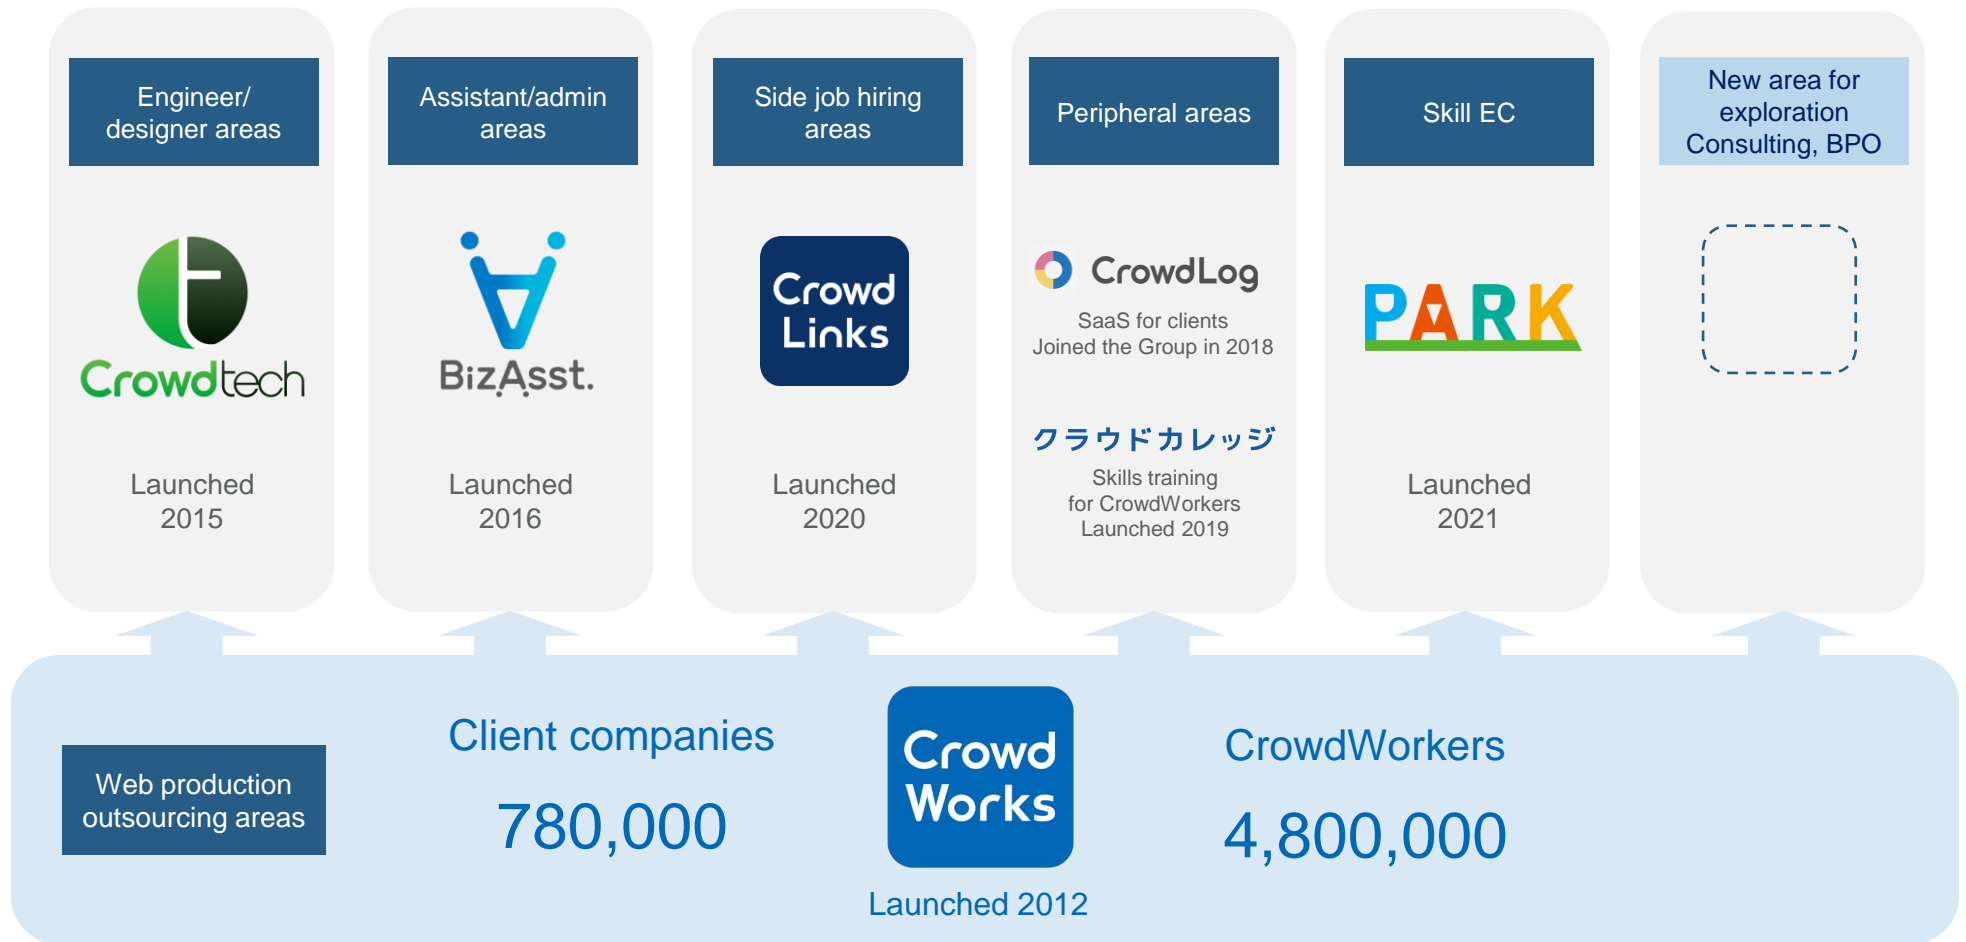 Engineer/
designer areas
Crowdtech
Launched
2015
Assistant/admin
areas
BizAsst.
Launched
2016
Side job hiring
areas
Crowd
Links
Launched
2020
Peripheral areas
CrowdLog
SaaS for clients
Joined the Group in 2018
クラウドカレッジ
Skills training
for CrowdWorkers
Launched 2019
Skill EC
PARK
Launched
2021
New area for
exploration
Consulting, BPO
Web production
outsourcing areas
Client companies
780,000
Crowd
Works
Launched 2012
CrowdWorkers
4,800,000